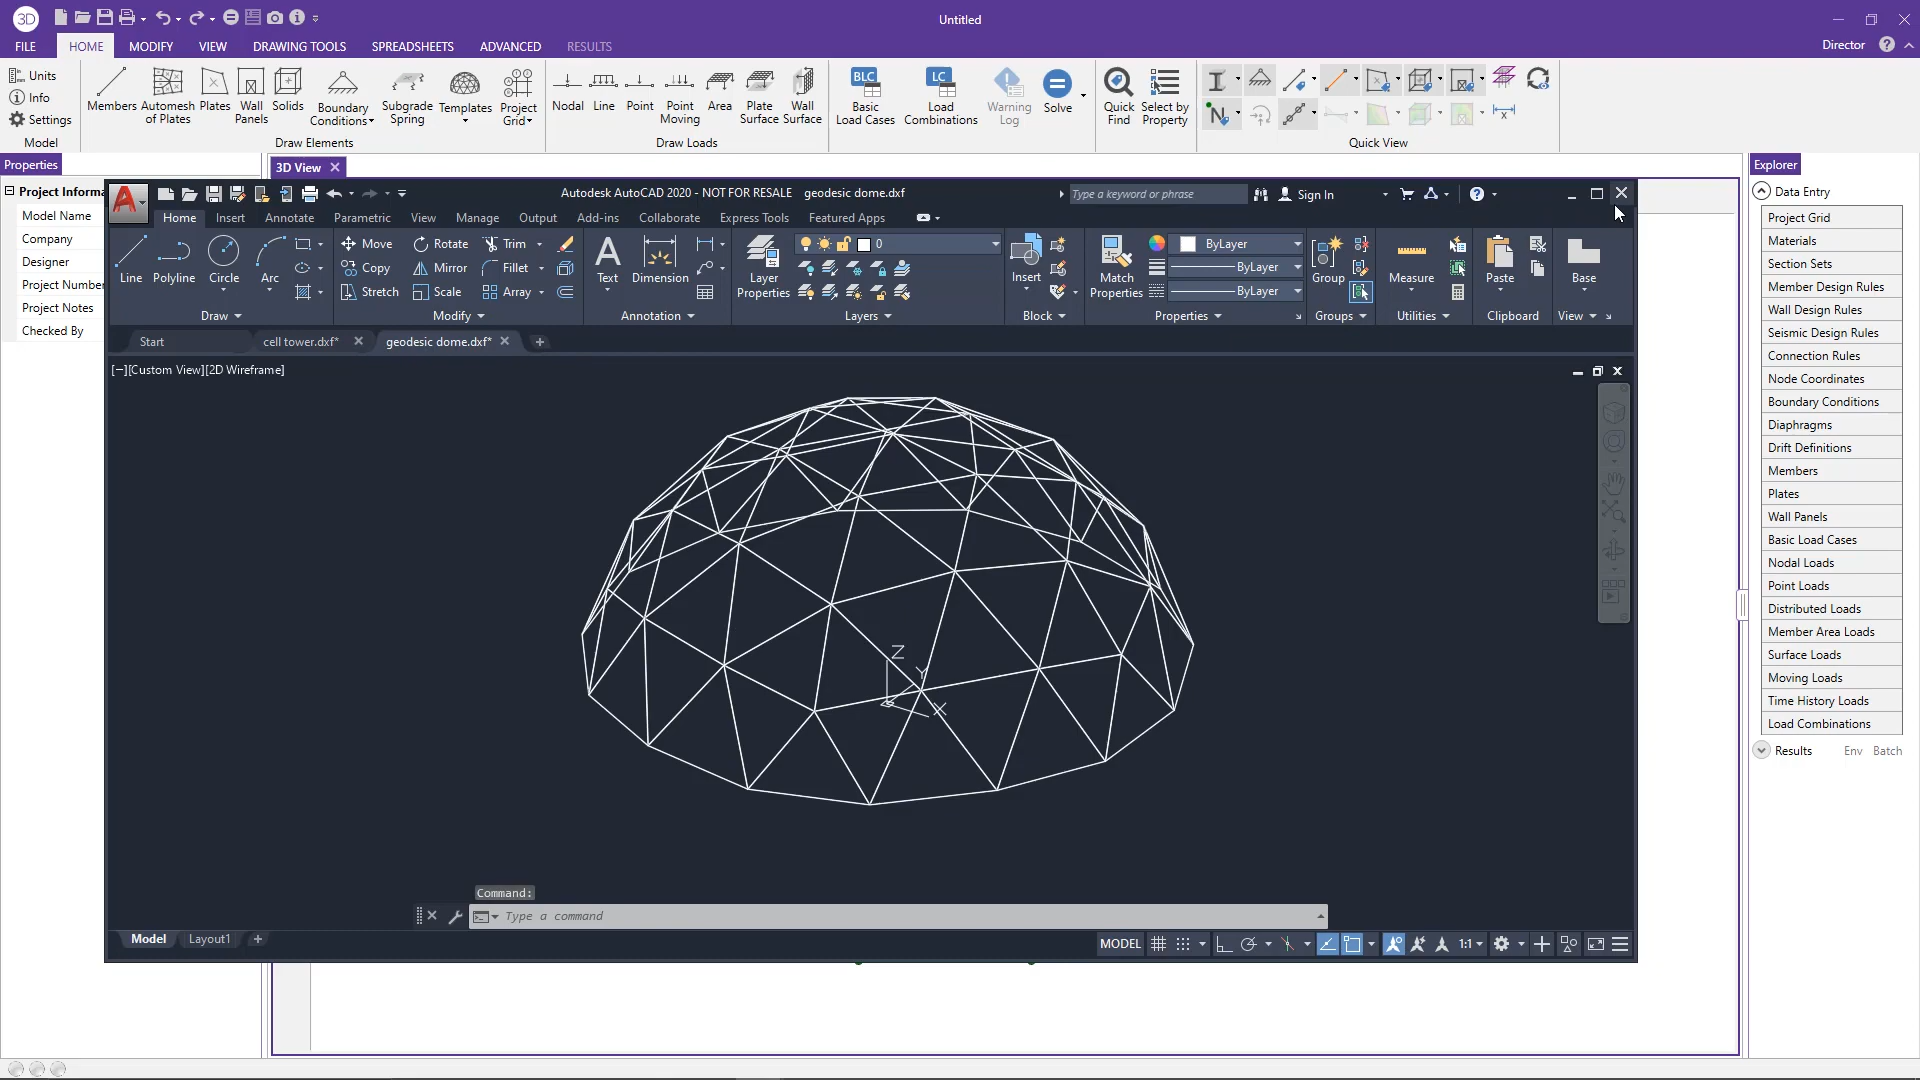 3D
Untitled
FILE HOME MODIFY VIEW DRAWING TOOLS SPREADSHEETS ADVANCED RESULTS
Director
Units
Info
Settings
Model
Members
Automesh of Plates
Plates
Wall Panels
Solids
Boundary Conditions
Subgrade Spring
Templates
Project Grid
Draw Elements
Nodal
Line
Point
Point Moving
Area
Plate Surface
Wall Surface
Draw Loads
BLC
Basic Load Cases
LC
Load Combinations
Warning Log
Solve
Quick Find
Select by Property
Quick View
Properties
3D View
Explorer
Project Informa
Model Name
Company
Designer
Project Number
Project Notes
Checked By
Autodesk AutoCAD 2020 - NOT FOR RESALE geodesic dome.dxf
Type a keyword or phrase
Sign In
Home Insert Annotate Parametric View Manage Output Add-ins Collaborate Express Tools Featured Apps
Line
Polyline
Circle
Arc
Draw
Move Rotate Trim
Copy Mirror Fillet
Stretch Scale Array
Modify
Text
Dimension
Annotation
Layer Properties
0
Layers
Insert
Block
Match Properties
ByLayer
ByLayer
ByLayer
Properties
Group
Groups
Measure
Utilities
Paste
Clipboard
Base
View
Start cell tower.dxf* geodesic dome.dxf*
[−][Custom View][2D Wireframe]
Z
Y
X
Command:
Type a command
Model Layout1
MODEL
1:1
Data Entry
Project Grid
Materials
Section Sets
Member Design Rules
Wall Design Rules
Seismic Design Rules
Connection Rules
Node Coordinates
Boundary Conditions
Diaphragms
Drift Definitions
Members
Plates
Wall Panels
Basic Load Cases
Nodal Loads
Point Loads
Distributed Loads
Member Area Loads
Surface Loads
Moving Loads
Time History Loads
Load Combinations
Results Env Batch